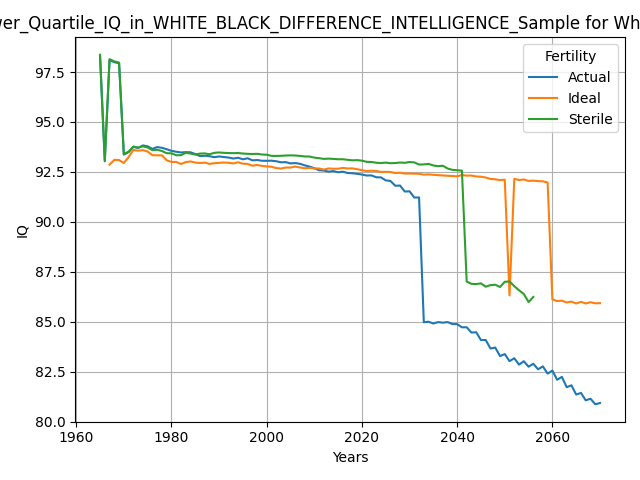 wer_Quartile_IQ_in_WHITE_BLACK_DIFFERENCE_INTELLIGENCE_Sample for Wh
Fertility
Actual
Ideal
Sterile
97.5
95.0
92.5
90.0
87.5
85.0
82.5
80.0
IQ
1960
1980
2000
2020
2040
2060
Years